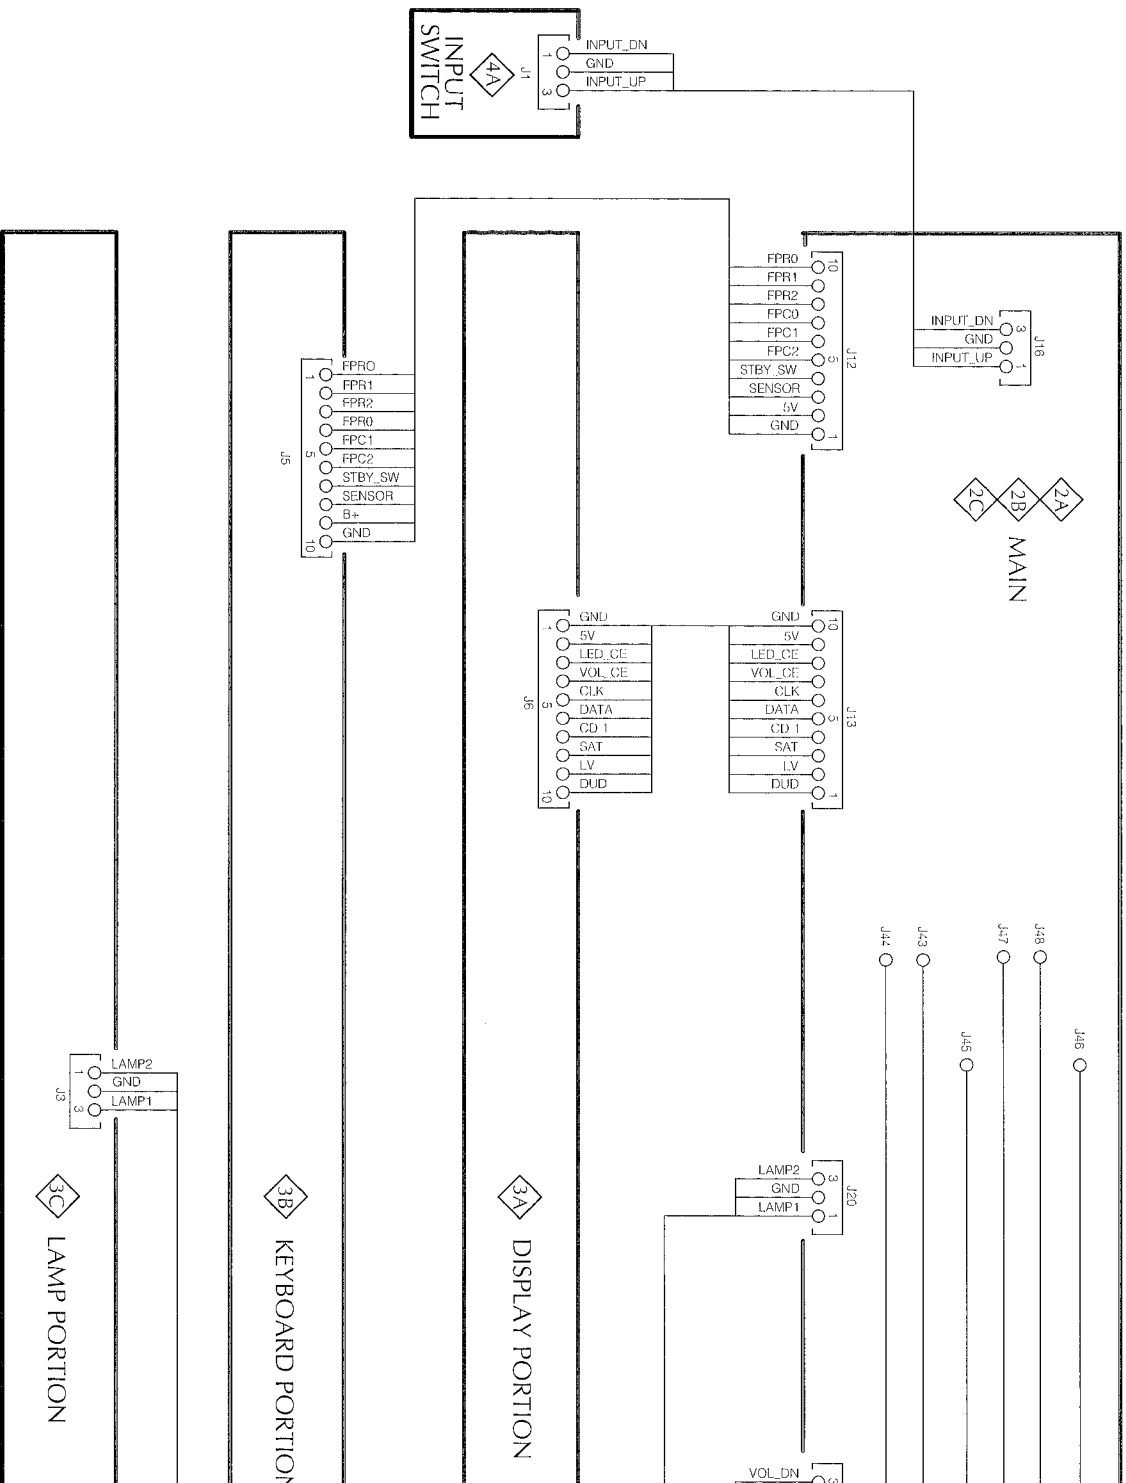 INPUT
SWITCH
4A
J1
1
3
INPUT_DN
GND
INPUT_UP
J16
3
1
INPUT_DN
GND
INPUT_UP
J12
10
5
1
FPR0
FPR1
FPR2
FPC0
FPC1
FPC2
STBY_SW
SENSOR
5V
GND
2A
2B
2C
MAIN
J5
1
5
10
FPRO
FPR1
FPR2
FPR0
FPC1
FPC2
STBY_SW
SENSOR
B+
GND
J6
1
5
10
GND
5V
LED_CE
VOL_CE
CLK
DATA
CD 1
SAT
LV
DUD
J13
10
5
1
GND
5V
LED_CE
VOL_CE
CLK
DATA
CD 1
SAT
LV
DUD
J44
J43
J47
J48
J45
J46
J3
1
3
LAMP2
GND
LAMP1
J20
3
1
LAMP2
GND
LAMP1
3C
LAMP PORTION
3B
KEYBOARD PORTION
3A
DISPLAY PORTION
VOL_DN
3